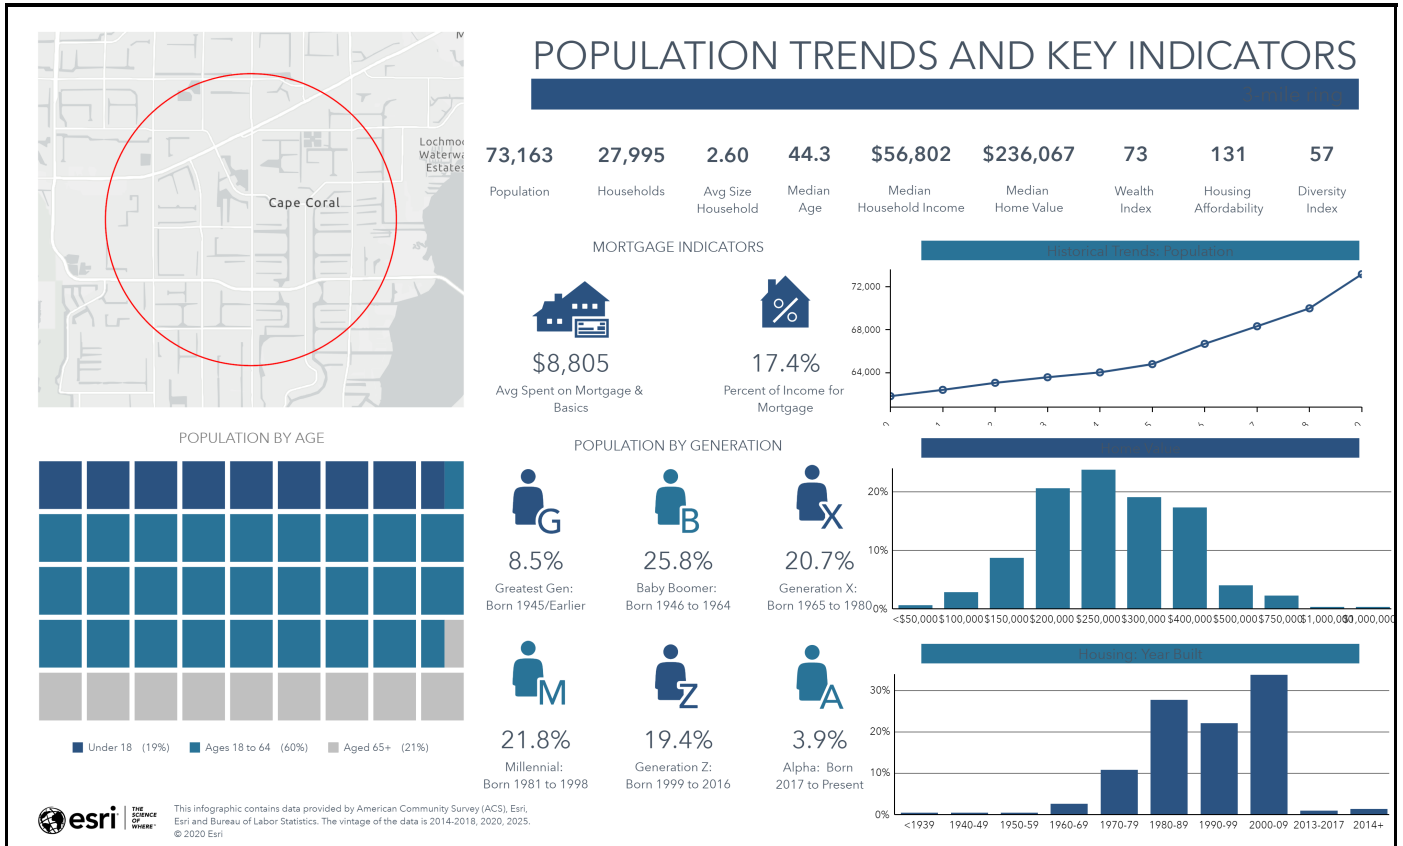 POPULATION TRENDS AND KEY INDICATORS
Lochmoo
Waterwa
Estates
Cape Coral
73,163
Population
27,995
Households
2.60
Avg Size
Household
44.3
Median
Age
$56,802
Median
Household Income
$236,067
Median
Home Value
73
Wealth
Index
131
Housing
Affordability
57
Diversity
Index
MORTGAGE INDICATORS
$8,805
Avg Spent on Mortgage &
Basics
17.4%
Percent of Income for
Mortgage
Historical Trends: Population
72,000
68,000
64,000
POPULATION BY AGE
Under 18 (19%)
Ages 18 to 64 (60%)
Aged 65+ (21%)
POPULATION BY GENERATION
G
8.5%
Greatest Gen:
Born 1945/Earlier
B
25.8%
Baby Boomer:
Born 1946 to 1964
X
20.7%
Generation X:
Born 1965 to 1980
M
21.8%
Millennial:
Born 1981 to 1998
Z
19.4%
Generation Z:
Born 1999 to 2016
A
3.9%
Alpha: Born
2017 to Present
20%
10%
0%
<$50,000 $100,000 $150,000 $200,000 $250,000 $300,000 $400,000 $500,000 $750,000 $1,000,000
Housing: Year Built
30%
20%
10%
0%
<1939 1940-49 1950-59 1960-69 1970-79 1980-89 1990-99 2000-09 2013-2017 2014+
esri
THE
SCIENCE
OF
WHERE
This infographic contains data provided by American Community Survey (ACS), Esri,
Esri and Bureau of Labor Statistics. The vintage of the data is 2014-2018, 2020, 2025.
© 2020 Esri